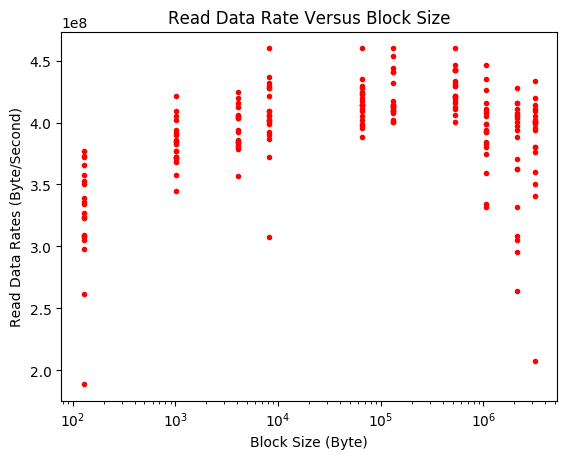 Read Data Rate Versus Block Size
1e8
4.5
4.0
3.5
3.0
2.5
2.0
Read Data Rates (Byte/Second)
10² 10³ 10⁴ 10⁵ 10⁶
Block Size (Byte)